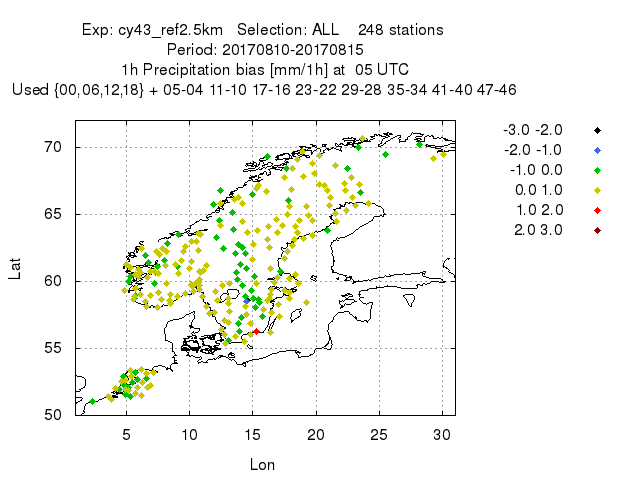 Exp: cy43_ref2.5km Selection: ALL 248 stations
Period: 20170810-20170815
1h Precipitation bias [mm/1h] at 05 UTC
Used {00,06,12,18} + 05-04 11-10 17-16 23-22 29-28 35-34 41-40 47-46
-3.0 -2.0
-2.0 -1.0
-1.0 0.0
0.0 1.0
1.0 2.0
2.0 3.0
70
65
60
55
50
Lat
5 10 15 20 25 30
Lon